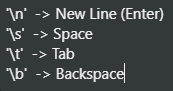 '\n'  -> New Line (Enter)
'\s'  -> Space
'\t'  -> Tab
'\b'  -> Backspace